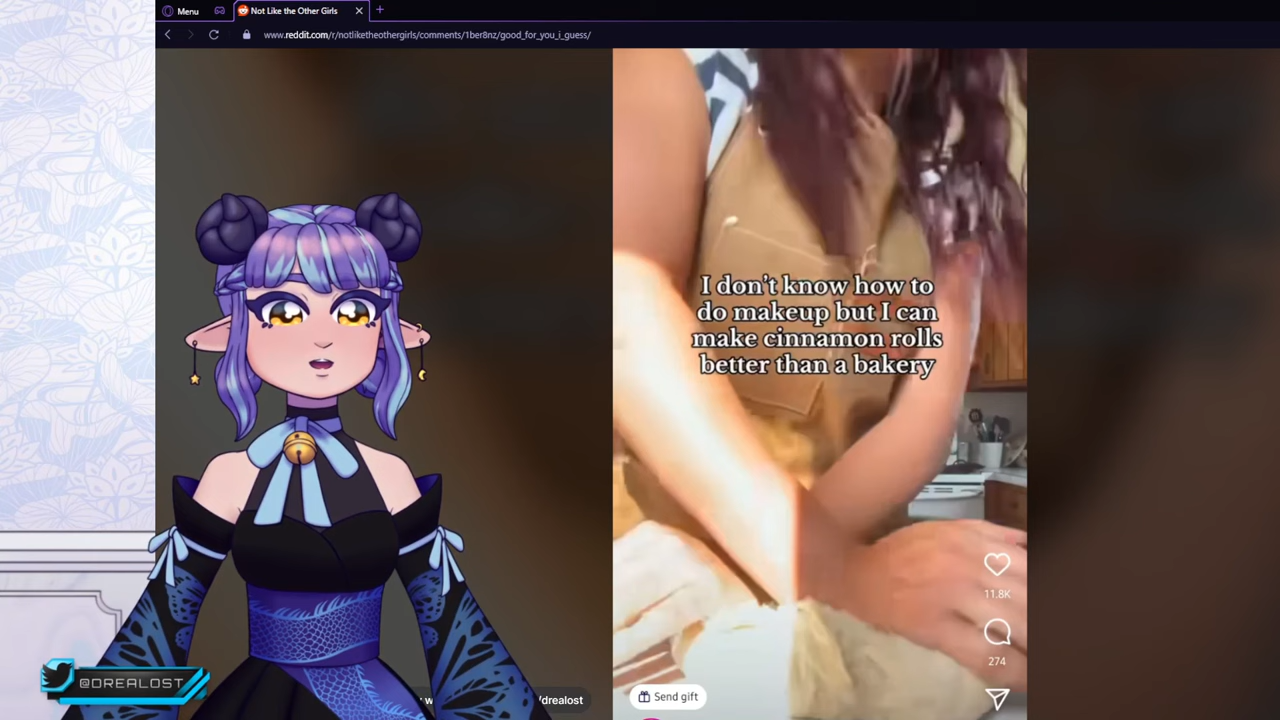 Menu
Not Like the Other Girls
www.reddit.com/r/notliketheothergirls/comments/1ber8nz/good_for_you_i_guess/
I don't know how to
do makeup but I can
make cinnamon rolls
better than a bakery
11.8K
274
@DREALOST
/drealost
Send gift